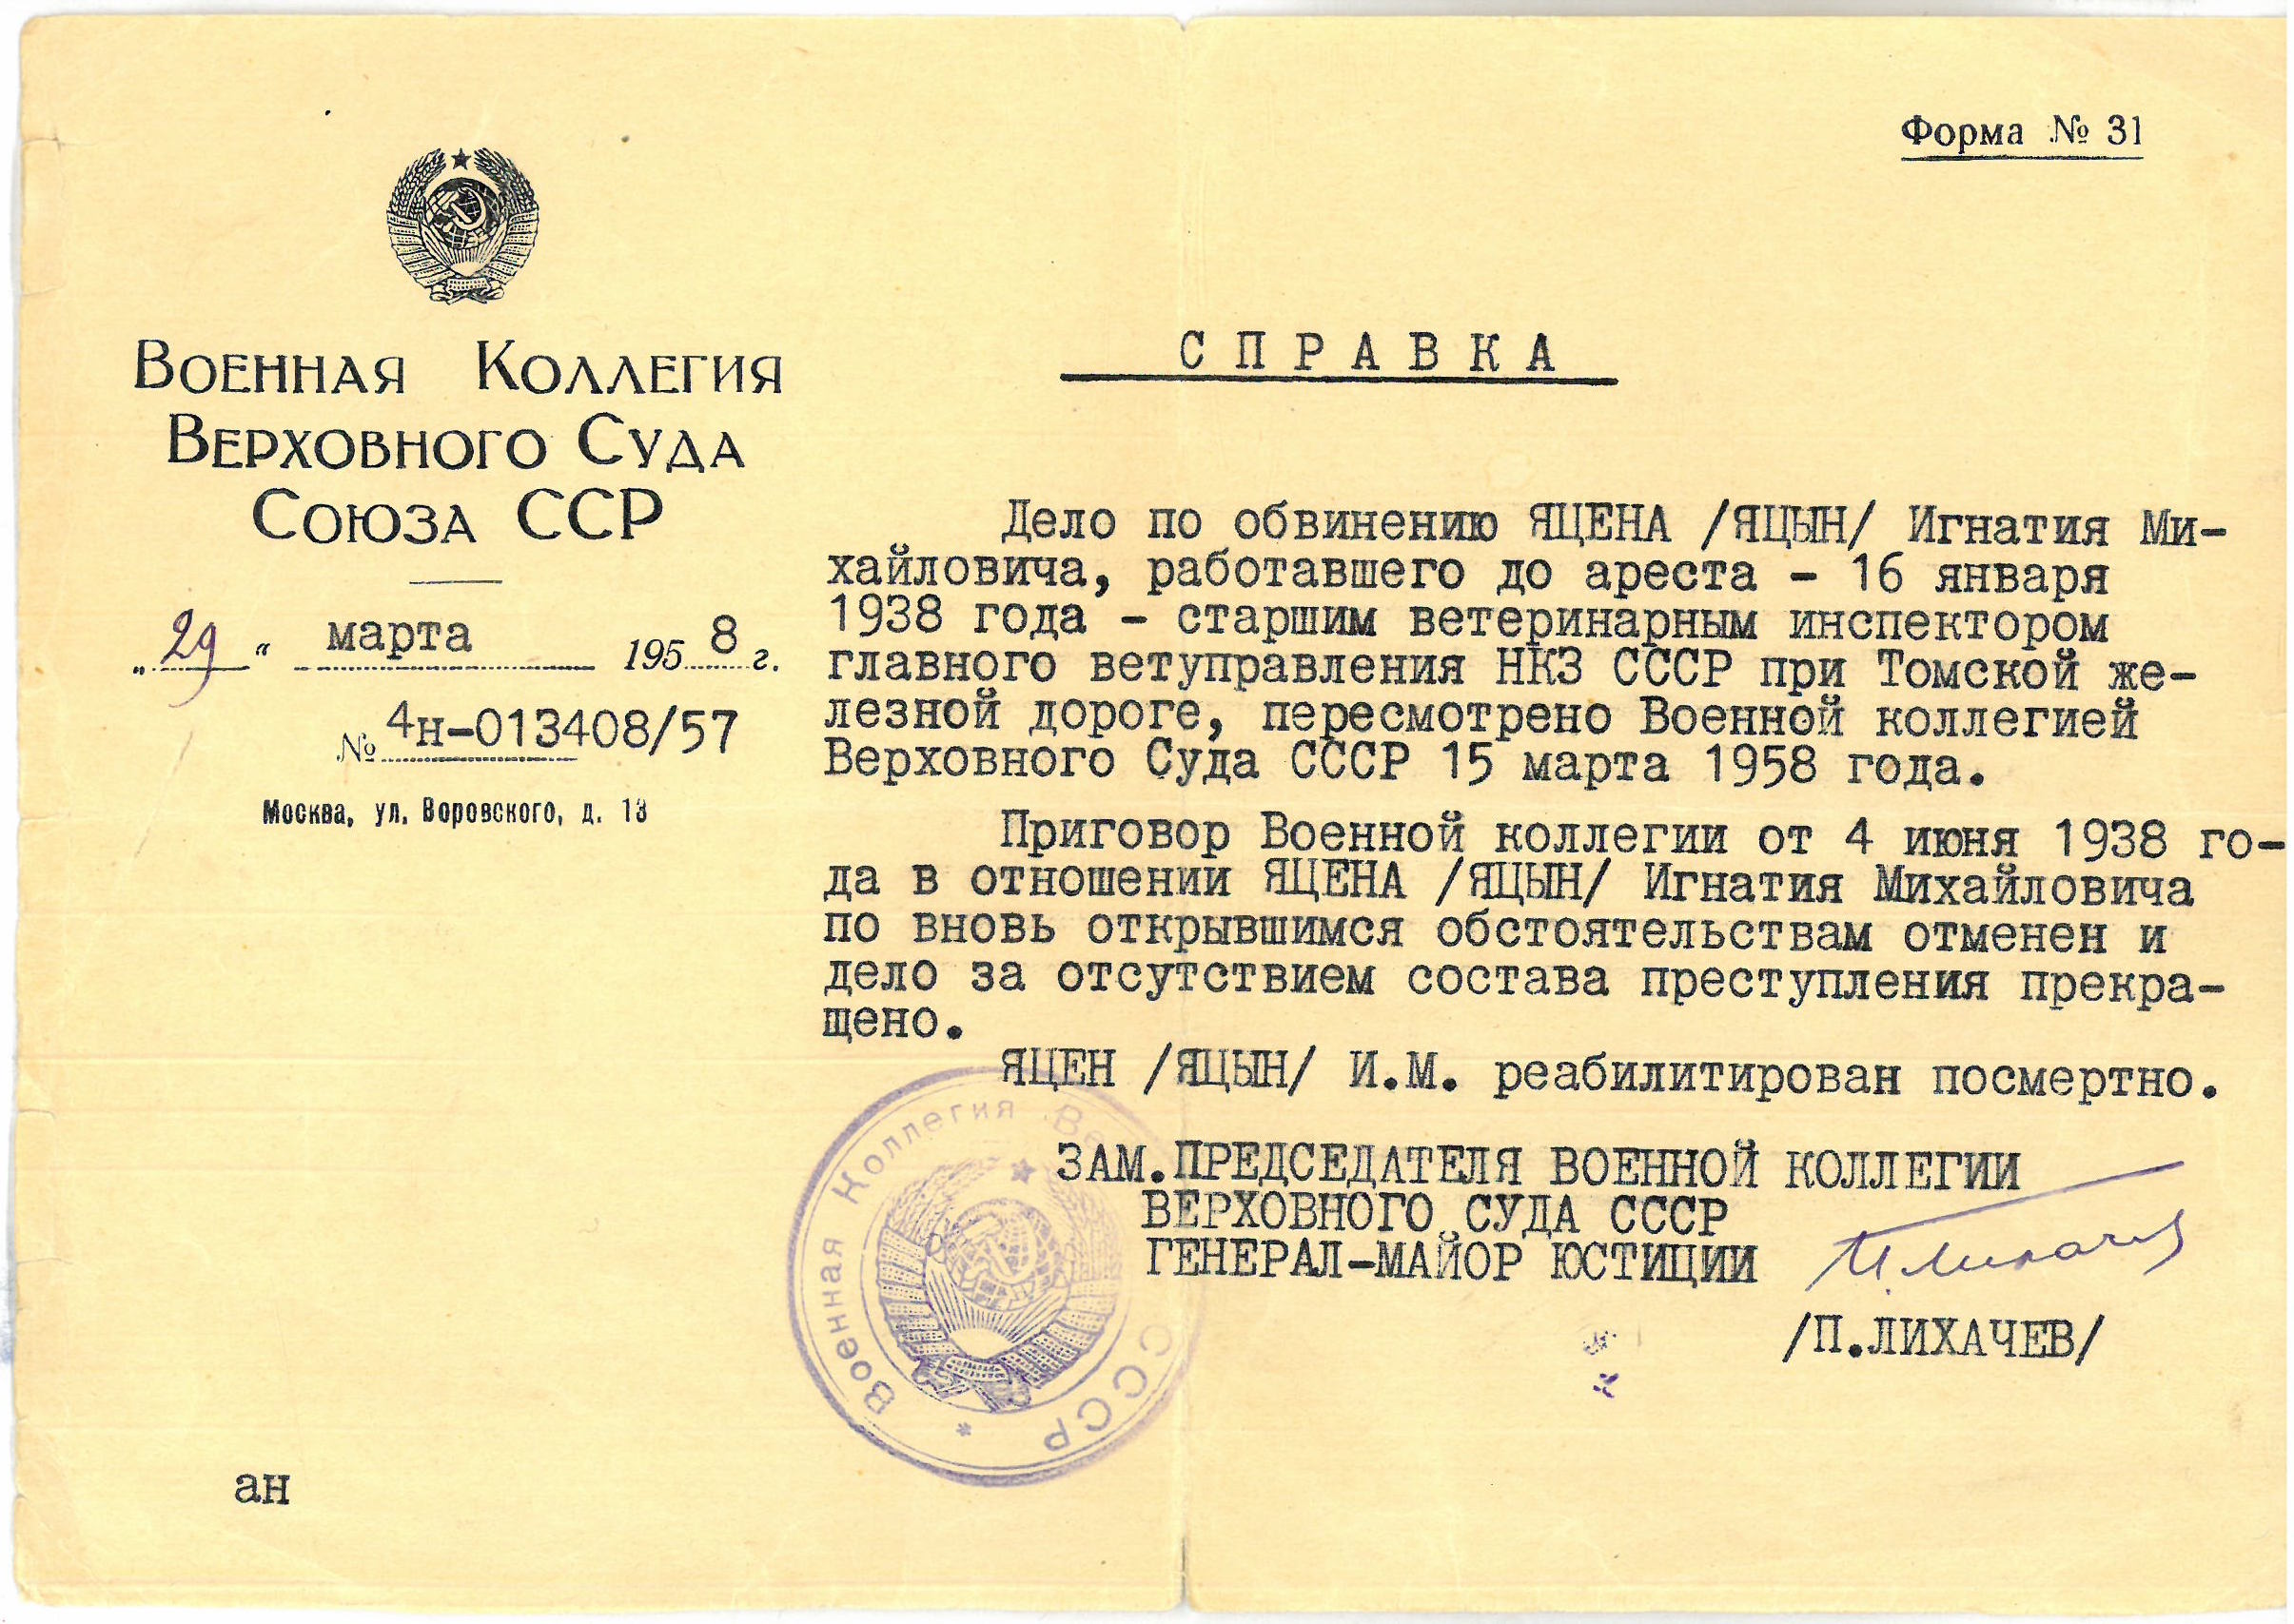 Форма № 31
Военная Коллегия
Верховного Суда
Союза ССР
„29“ марта 1958 г.
№ 4н-013408/57
Москва, ул. Воровского, д. 13
СПРАВКА
Дело по обвинению ЯЦЕНА /ЯЦЫН/ Игнатия Ми-
хайловича, работавшего до ареста - 16 января
1938 года - старшим ветеринарным инспектором
главного ветуправления НКЗ СССР при Томской же-
лезной дороге, пересмотрено Военной коллегией
Верховного Суда СССР 15 марта 1958 года.
Приговор Военной коллегии от 4 июня 1938 го-
да в отношении ЯЦЕНА /ЯЦЫН/ Игнатия Михайловича
по вновь открывшимся обстоятельствам отменен и
дело за отсутствием состава преступления прекра-
щено.
ЯЦЕН /ЯЦЫН/ И.М. реабилитирован посмертно.
ЗАМ.ПРЕДСЕДАТЕЛЯ ВОЕННОЙ КОЛЛЕГИИ
ВЕРХОВНОГО СУДА СССР
ГЕНЕРАЛ-МАЙОР ЮСТИЦИИ
П.Лихачев
/П.ЛИХАЧЕВ/
Военная Коллегия СССР
ан